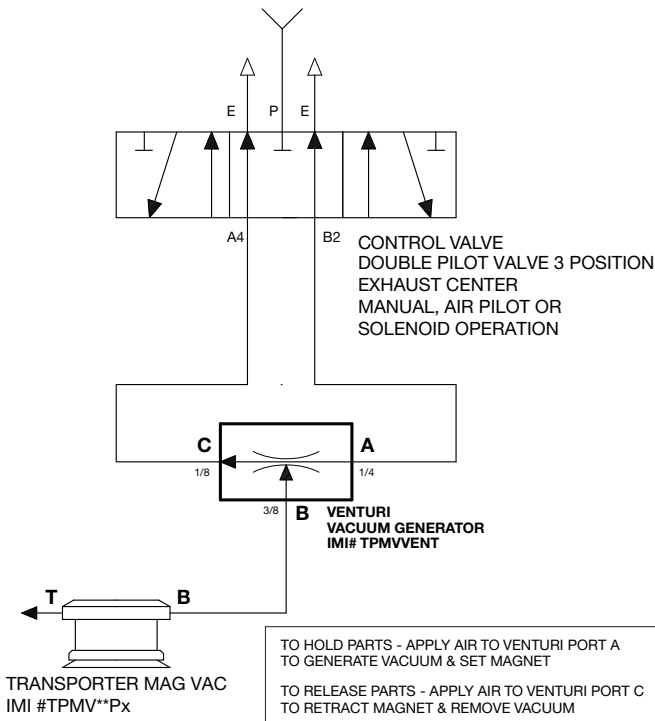 E P E
A4 B2
CONTROL VALVE
DOUBLE PILOT VALVE 3 POSITION
EXHAUST CENTER
MANUAL, AIR PILOT OR
SOLENOID OPERATION
C A
1/8 1/4
3/8 B VENTURI
VACUUM GENERATOR
IMI# TPMVVENT
T B
TRANSPORTER MAG VAC
IMI #TPMV**Px
TO HOLD PARTS - APPLY AIR TO VENTURI PORT A
TO GENERATE VACUUM & SET MAGNET
TO RELEASE PARTS - APPLY AIR TO VENTURI PORT C
TO RETRACT MAGNET & REMOVE VACUUM